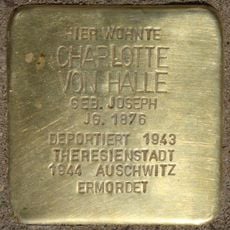 HIER WOHNTE
CHARLOTTE
VON HALLE
GEB. JOSEPH
JG. 1876
DEPORTIERT 1943
THERESIENSTADT
1944 AUSCHWITZ
ERMORDET